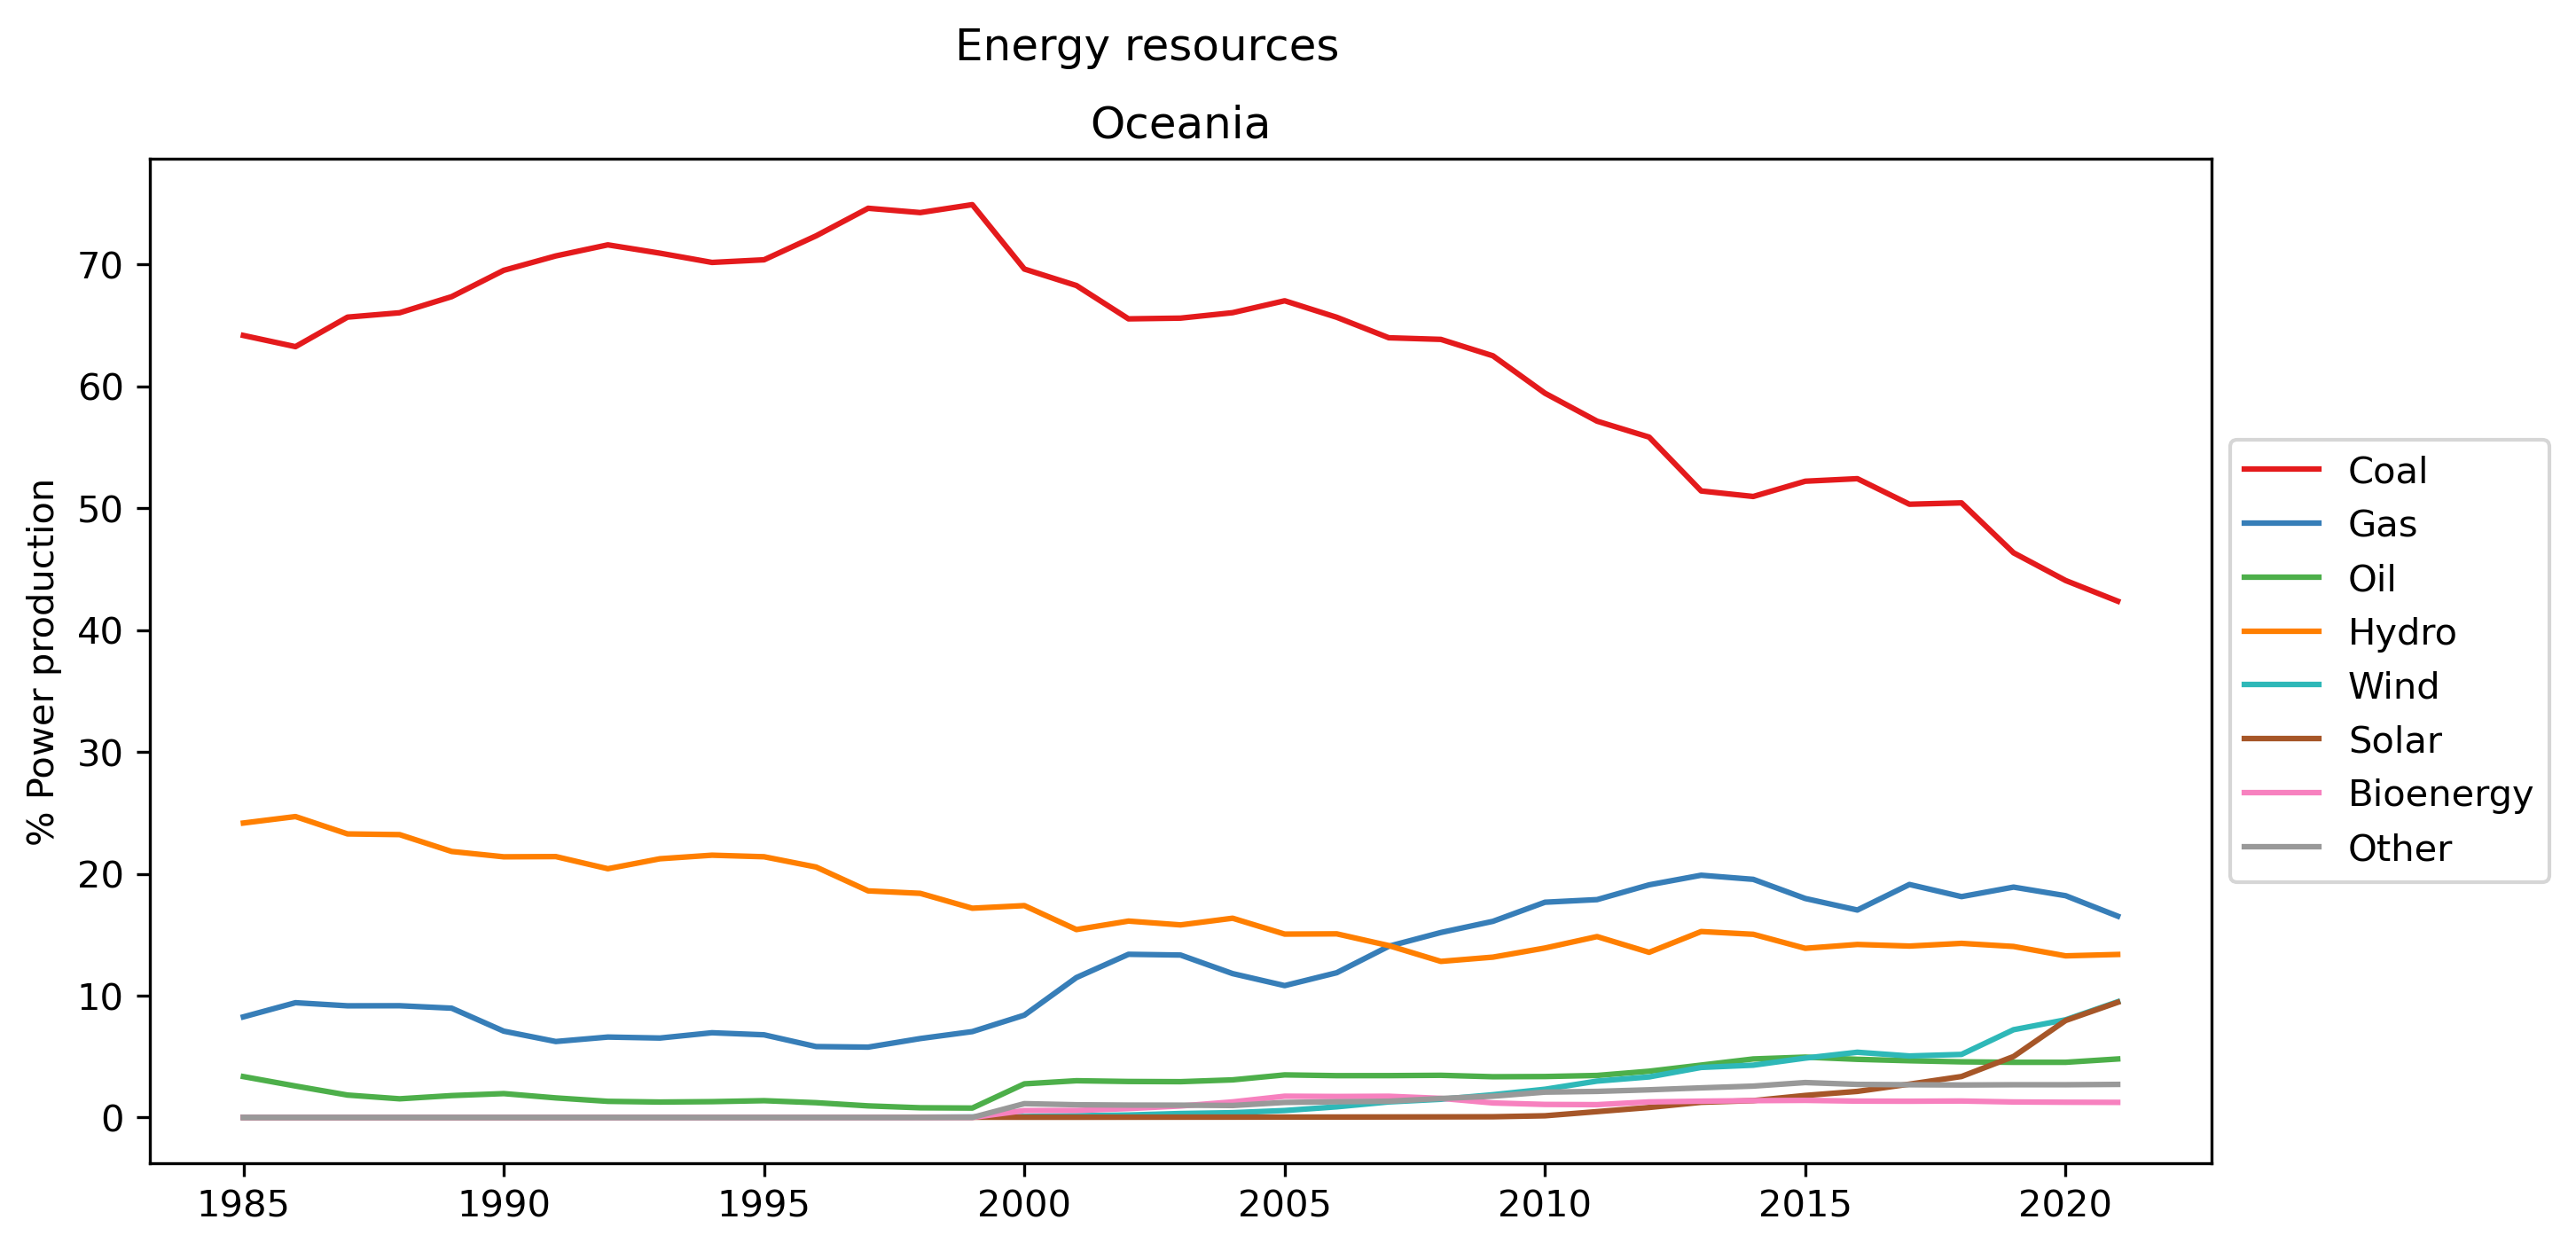 Energy resources
Oceania
% Power production
70
60
50
40
30
20
10
0
1985 1990 1995 2000 2005 2010 2015 2020
Coal
Gas
Oil
Hydro
Wind
Solar
Bioenergy
Other